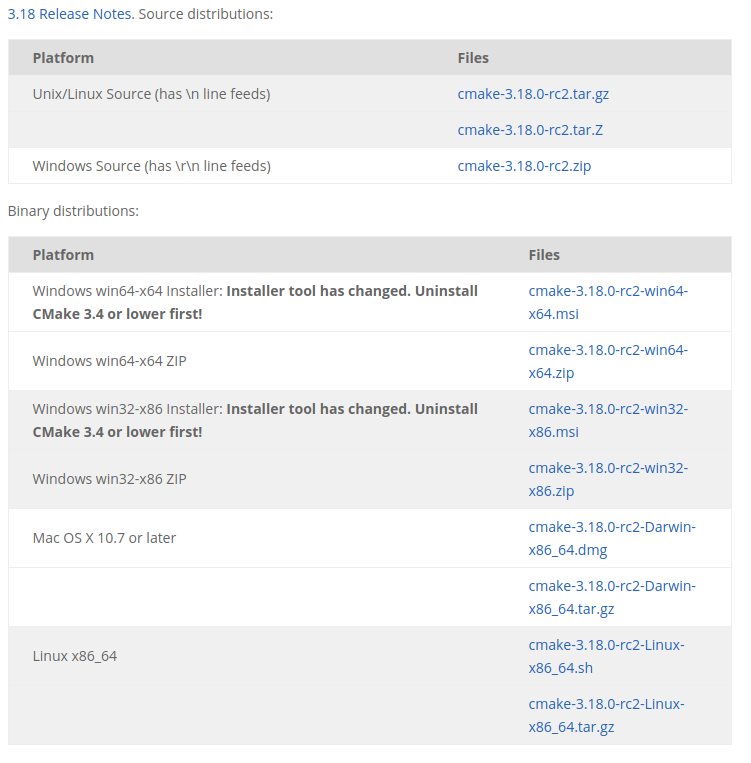 3.18 Release Notes. Source distributions:
Platform Files
Unix/Linux Source (has \n line feeds) cmake-3.18.0-rc2.tar.gz
cmake-3.18.0-rc2.tar.Z
Windows Source (has \r\n line feeds) cmake-3.18.0-rc2.zip
Binary distributions:
Platform Files
Windows win64-x64 Installer: Installer tool has changed. Uninstall cmake-3.18.0-rc2-win64-
CMake 3.4 or lower first! x64.msi
Windows win64-x64 ZIP
cmake-3.18.0-rc2-win64-
x64.zip
Windows win32-x86 Installer: Installer tool has changed. Uninstall cmake-3.18.0-rc2-win32-
CMake 3.4 or lower first! x86.msi
Windows win32-x86 ZIP
cmake-3.18.0-rc2-win32-
x86.zip
Mac OS X 10.7 or later
cmake-3.18.0-rc2-Darwin-
x86_64.dmg
cmake-3.18.0-rc2-Darwin-
x86_64.tar.gz
Linux x86_64
cmake-3.18.0-rc2-Linux-
x86_64.sh
cmake-3.18.0-rc2-Linux-
x86_64.tar.gz